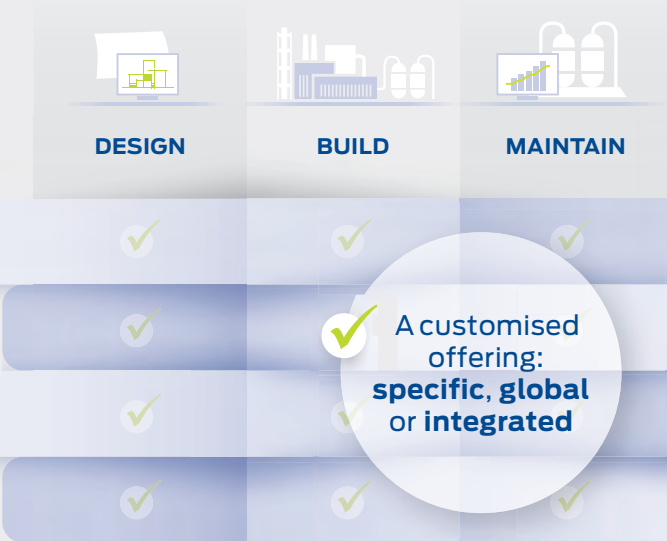 DESIGN
BUILD
MAINTAIN
A customised
offering:
specific, global
or integrated